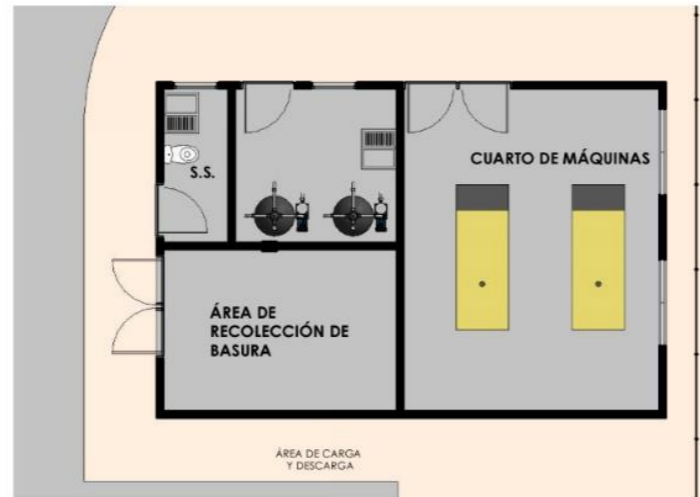 CUARTO DE MÁQUINAS
S.S.
ÁREA DE
RECOLECCIÓN DE
BASURA
ÁREA DE CARGA
Y DESCARGA